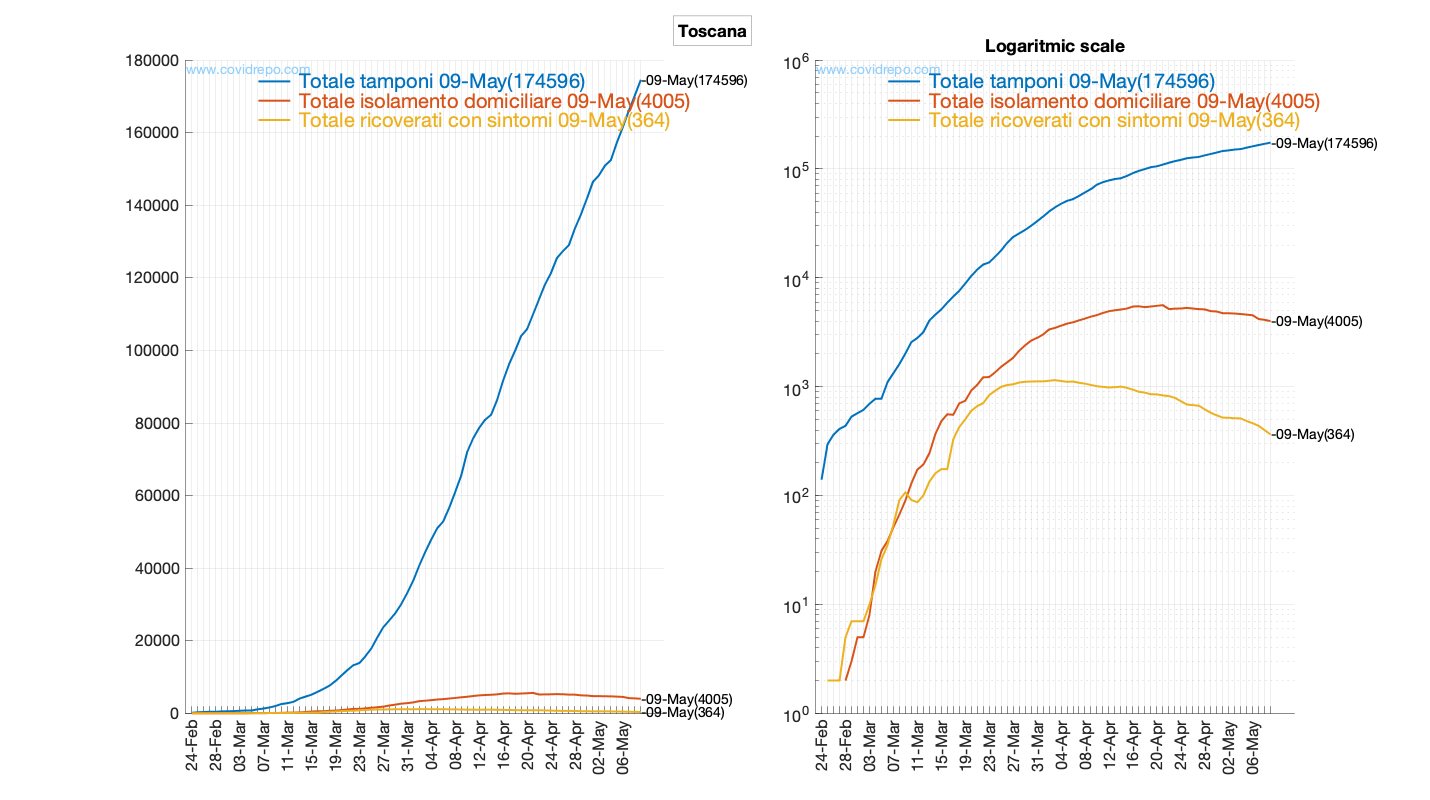 Toscana
www.covidrepo.com
Totale tamponi 09-May(174596)
Totale isolamento domiciliare 09-May(4005)
Totale ricoverati con sintomi 09-May(364)
180000
160000
140000
120000
100000
80000
60000
40000
20000
0
-09-May(174596)
-09-May(4005)
-09-May(364)
24-Feb
28-Feb
03-Mar
07-Mar
11-Mar
15-Mar
19-Mar
23-Mar
27-Mar
31-Mar
04-Apr
08-Apr
12-Apr
16-Apr
20-Apr
24-Apr
28-Apr
02-May
06-May
Logaritmic scale
www.covidrepo.com
Totale tamponi 09-May(174596)
Totale isolamento domiciliare 09-May(4005)
Totale ricoverati con sintomi 09-May(364)
10^6
10^5
10^4
10^3
10^2
10^1
10^0
-09-May(174596)
-09-May(4005)
-09-May(364)
24-Feb
28-Feb
03-Mar
07-Mar
11-Mar
15-Mar
19-Mar
23-Mar
27-Mar
31-Mar
04-Apr
08-Apr
12-Apr
16-Apr
20-Apr
24-Apr
28-Apr
02-May
06-May